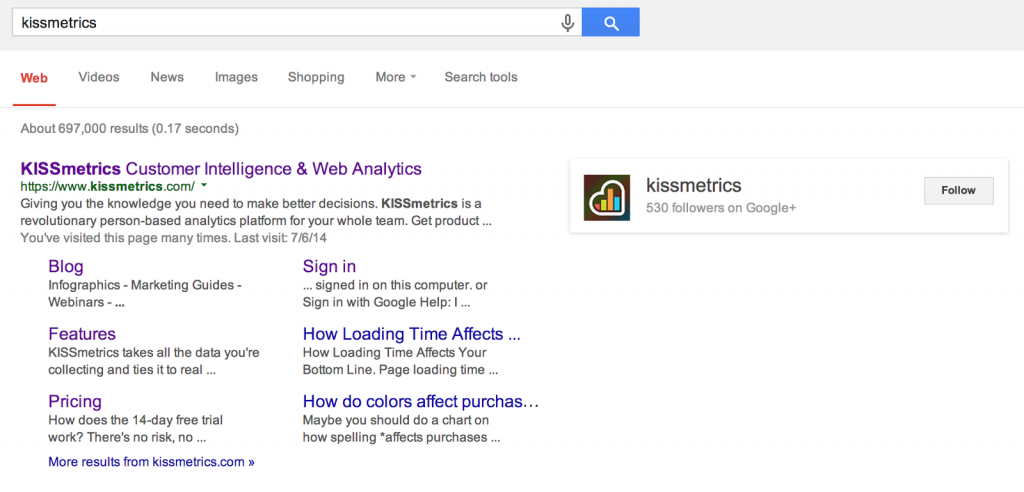 kissmetrics
Web Videos News Images Shopping More Search tools
About 697,000 results (0.17 seconds)
KISSmetrics Customer Intelligence & Web Analytics
https://www.kissmetrics.com/
Giving you the knowledge you need to make better decisions. KISSmetrics is a
revolutionary person-based analytics platform for your whole team. Get product ...
You've visited this page many times. Last visit: 7/6/14
Blog
Infographics - Marketing Guides -
Webinars - ...
Sign in
... signed in on this computer. or
Sign in with Google Help: I ...
Features
KISSmetrics takes all the data you're
collecting and ties it to real ...
How Loading Time Affects ...
How Loading Time Affects Your
Bottom Line. Page loading time ...
Pricing
How does the 14-day free trial
work? There's no risk, no ...
How do colors affect purchas...
Maybe you should do a chart on
how spelling *affects purchases ...
More results from kissmetrics.com »
kissmetrics
530 followers on Google+
Follow